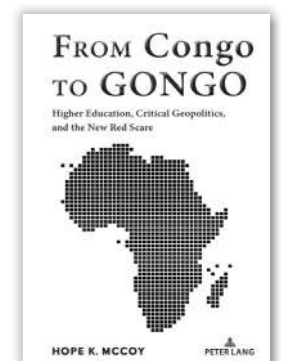 FROM Congo
TO GONGO
Higher Education, Critical Geopolitics,
and the New Red Scare
HOPE K. MCCOY
PETER LANG